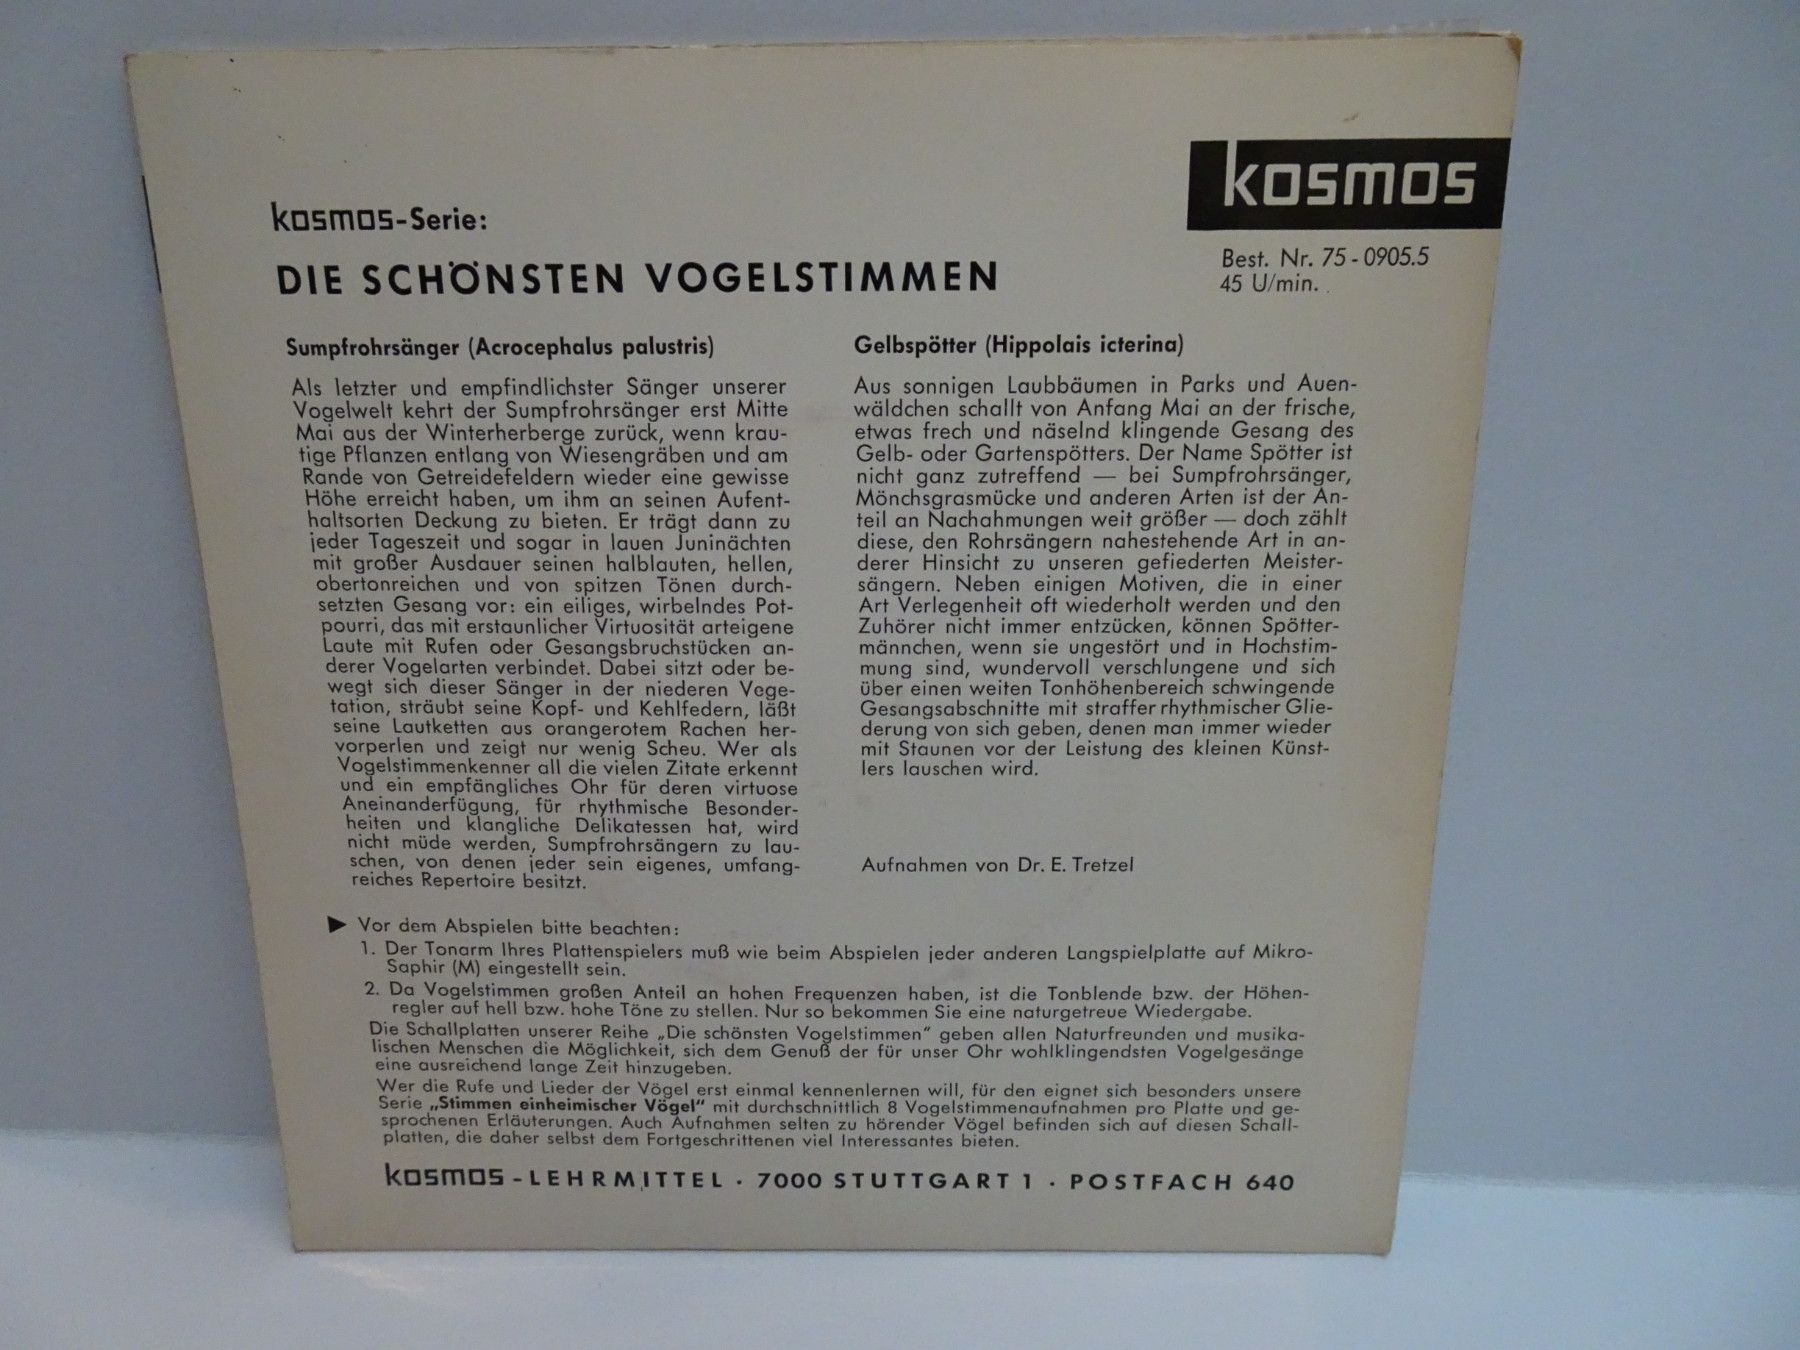 kosmos
Best. Nr. 75-0905.5
45 U/min.
kosmos-Serie:
DIE SCHÖNSTEN VOGELSTIMMEN
Sumpfrohrsänger (Acrocephalus palustris)
Als letzter und empfindlichster Sänger unserer
Vogelwelt kehrt der Sumpfrohrsänger erst Mitte
Mai aus der Winterherberge zurück, wenn krau-
tige Pflanzen entlang von Wiesengräben und am
Rande von Getreidefeldern wieder eine gewisse
Höhe erreicht haben, um ihm an seinen Aufent-
haltsorten Deckung zu bieten. Er trägt dann zu
jeder Tageszeit und sogar in lauen Juninächten
mit großer Ausdauer seinen halblauten, hellen,
obertonreichen und von spitzen Tönen durch-
setzten Gesang vor: ein eiliges, wirbelndes Pot-
pourri, das mit erstaunlicher Virtuosität arteigene
Laute mit Rufen oder Gesangsbruchstücken an-
derer Vogelarten verbindet. Dabei sitzt oder be-
wegt sich dieser Sänger in der niederen Vege-
tation, sträubt seine Kopf- und Kehlfedern, läßt
seine Lautketten aus orangerotem Rachen her-
vorperlen und zeigt nur wenig Scheu. Wer als
Vogelstimmenkenner all die vielen Zitate erkennt
und ein empfängliches Ohr für deren virtuose
Aneinanderfügung, für rhythmische Besonder-
heiten und klangliche Delikatessen hat, wird
nicht müde werden, Sumpfrohrsängern zu lau-
schen, von denen jeder sein eigenes, umfang-
reiches Repertoire besitzt.
Gelbspötter (Hippolais icterina)
Aus sonnigen Laubbäumen in Parks und Auen-
wäldchen schallt von Anfang Mai an der frische,
etwas frech und näselnd klingende Gesang des
Gelb- oder Gartenspötters. Der Name Spötter ist
nicht ganz zutreffend — bei Sumpfrohrsänger,
Mönchsgrasmücke und anderen Arten ist der An-
teil an Nachahmungen weit größer — doch zählt
diese, den Rohrsängern nahestehende Art in an-
derer Hinsicht zu unseren gefiederten Meister-
sängern. Neben einigen Motiven, die in einer
Art Verlegenheit oft wiederholt werden und den
Zuhörer nicht immer entzücken, können Spötter-
männchen, wenn sie ungestört und in Hochstim-
mung sind, wundervoll verschlungene und sich
über einen weiten Tonhöhenbereich schwingende
Gesangsabschnitte mit straffer rhythmischer Glie-
derung von sich geben, denen man immer wieder
mit Staunen vor der Leistung des kleinen Künst-
lers lauschen wird.
Aufnahmen von Dr. E. Tretzel
► Vor dem Abspielen bitte beachten:
1. Der Tonarm Ihres Plattenspielers muß wie beim Abspielen jeder anderen Langspielplatte auf Mikro-
Saphir (M) eingestellt sein.
2. Da Vogelstimmen großen Anteil an hohen Frequenzen haben, ist die Tonblende bzw. der Höhen-
regler auf hell bzw. hohe Töne zu stellen. Nur so bekommen Sie eine naturgetreue Wiedergabe.
Die Schallplatten unserer Reihe „Die schönsten Vogelstimmen“ geben allen Naturfreunden und musika-
lischen Menschen die Möglichkeit, sich dem Genuß der für unser Ohr wohlklingendsten Vogelgesänge
eine ausreichend lange Zeit hinzugeben.
Wer die Rufe und Lieder der Vögel erst einmal kennenlernen will, für den eignet sich besonders unsere
Serie „Stimmen einheimischer Vögel“ mit durchschnittlich 8 Vogelstimmenaufnahmen pro Platte und ge-
sprochenen Erläuterungen. Auch Aufnahmen selten zu hörender Vögel befinden sich auf diesen Schall-
platten, die daher selbst dem Fortgeschrittenen viel Interessantes bieten.
kosmos-LEHRMITTEL · 7000 STUTTGART 1 · POSTFACH 640